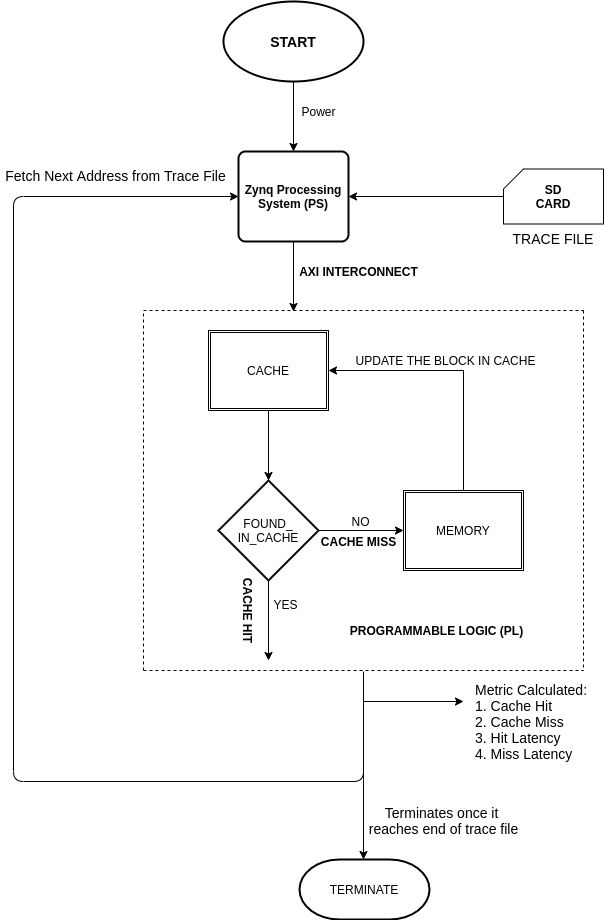 START
Power
Fetch Next Address from Trace File
Zynq Processing
System (PS)
SD
CARD
TRACE FILE
AXI INTERCONNECT
CACHE
UPDATE THE BLOCK IN CACHE
FOUND_
IN_CACHE
NO
CACHE MISS
MEMORY
CACHE HIT
YES
PROGRAMMABLE LOGIC (PL)
Metric Calculated:
1. Cache Hit
2. Cache Miss
3. Hit Latency
4. Miss Latency
Terminates once it
reaches end of trace file
TERMINATE